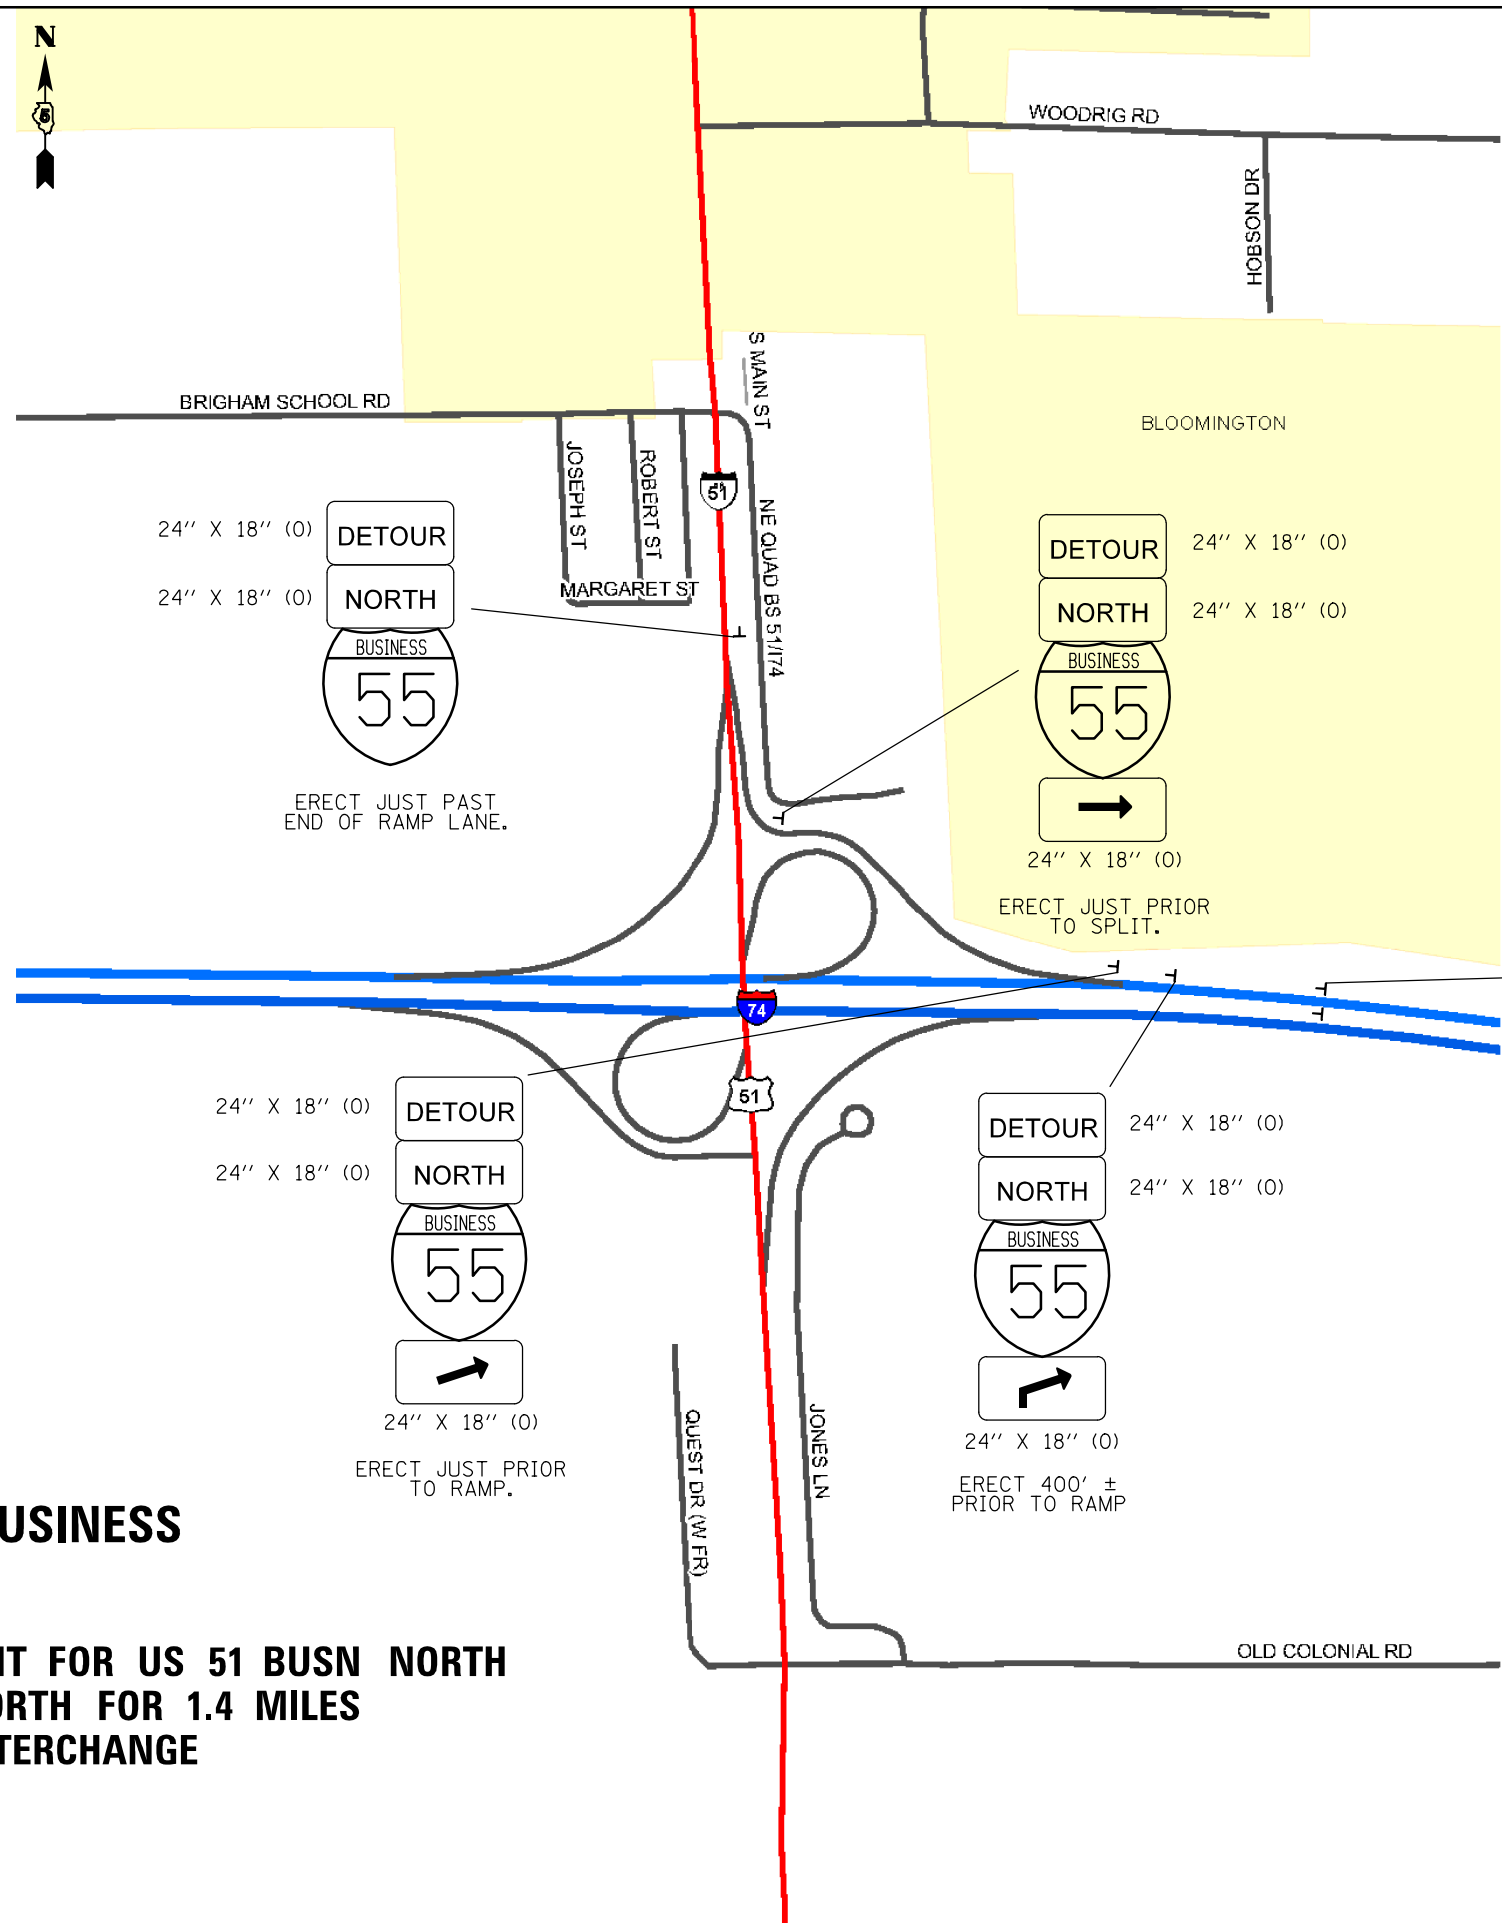 N
5
WOODRIG RD
HOBSON DR
S MAIN ST
BRIGHAM SCHOOL RD
BLOOMINGTON
JOSEPH ST
ROBERT ST
51
NE QUAD BS 51/I74
MARGARET ST
24'' X 18'' (O)
DETOUR
24'' X 18'' (O)
NORTH
BUSINESS
55
ERECT JUST PAST
END OF RAMP LANE.
DETOUR
24'' X 18'' (O)
NORTH
24'' X 18'' (O)
BUSINESS
55
24'' X 18'' (O)
ERECT JUST PRIOR
TO SPLIT.
74
51
24'' X 18'' (O)
DETOUR
24'' X 18'' (O)
NORTH
BUSINESS
55
24'' X 18'' (O)
ERECT JUST PRIOR
TO RAMP.
DETOUR
24'' X 18'' (O)
NORTH
24'' X 18'' (O)
BUSINESS
55
24'' X 18'' (O)
ERECT 400' ±
PRIOR TO RAMP
QUEST DR (W FR)
JONES LN
OLD COLONIAL RD
USINESS
IT FOR US 51 BUSN NORTH
ORTH FOR 1.4 MILES
TERCHANGE